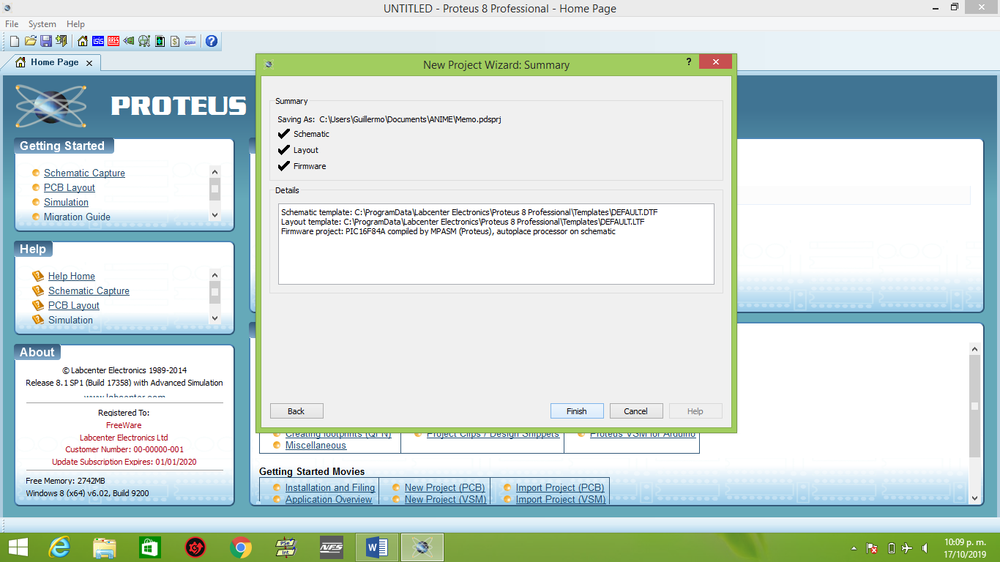 UNTITLED - Proteus 8 Professional - Home Page
File System Help
ISIS ARES
Home Page
PROTEUS
Getting Started
Schematic Capture
PCB Layout
Simulation
Migration Guide
Help
Help Home
Schematic Capture
PCB Layout
Simulation
About
© Labcenter Electronics 1989-2014
Release 8.1 SP1 (Build 17358) with Advanced Simulation
www.labcenter.com
Registered To:
FreeWare
Labcenter Electronics Ltd
Customer Number: 00-00000-001
Update Subscription Expires: 01/01/2020
Free Memory: 2742MB
Windows 8 (x64) v6.02, Build 9200
New Project Wizard: Summary
?
Summary
Saving As: C:\Users\Guillermo\Documents\ANIME\Memo.pdsprj
Schematic
Layout
Firmware
Details
Schematic template: C:\ProgramData\Labcenter Electronics\Proteus 8 Professional\Templates\DEFAULT.DTF
Layout template: C:\ProgramData\Labcenter Electronics\Proteus 8 Professional\Templates\DEFAULT.LTF
Firmware project: PIC16F84A compiled by MPASM (Proteus), autoplace processor on schematic
Back Finish Cancel Help
Creating footprints (QFN) Project Clips / Design Snippets Proteus VSM for Arduino
Miscellaneous
Getting Started Movies
Installation and Filing New Project (PCB) Import Project (PCB)
Application Overview New Project (VSM) Import Project (VSM)
PSe
Int
NFS
10:09 p. m.
17/10/2019